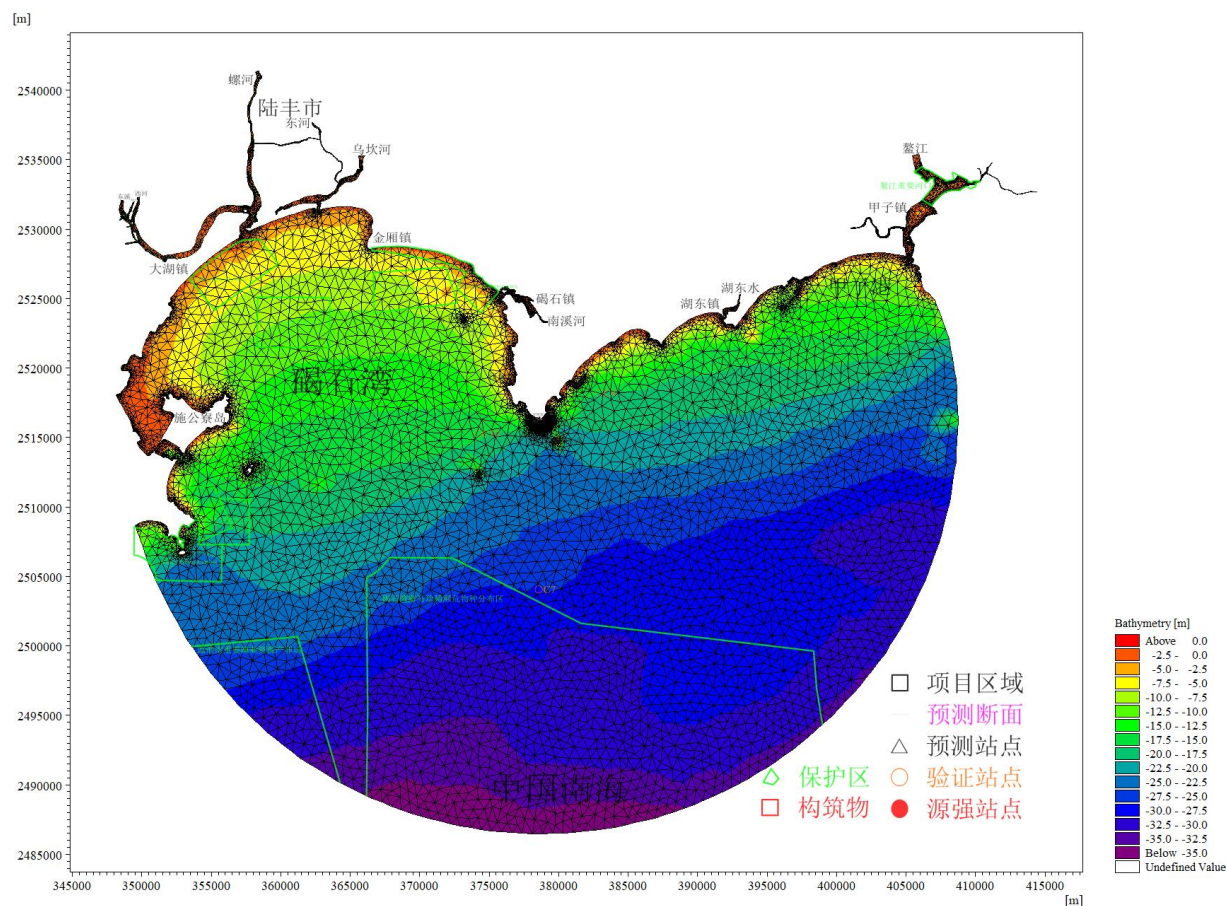 [m]
2540000
2535000
2530000
2525000
2520000
2515000
2510000
2505000
2500000
2495000
2490000
2485000
345000
350000
355000
360000
365000
370000
375000
380000
385000
390000
395000
400000
405000
410000
415000
[m]
螺河
陆丰市
东河
乌坎河
大湖镇
金厢镇
碣石镇
南溪河
湖东水
湖东镇
甲子镇
鳌江
碣石湾
施公寮岛
C7
中国南海
项目区域
预测断面
预测站点
保护区
验证站点
构筑物
源强站点
Bathymetry [m]
Above 0.0
-2.5 - 0.0
-5.0 - -2.5
-7.5 - -5.0
-10.0 - -7.5
-12.5 - -10.0
-15.0 - -12.5
-17.5 - -15.0
-20.0 - -17.5
-22.5 - -20.0
-25.0 - -22.5
-27.5 - -25.0
-30.0 - -27.5
-32.5 - -30.0
-35.0 - -32.5
Below -35.0
Undefined Value